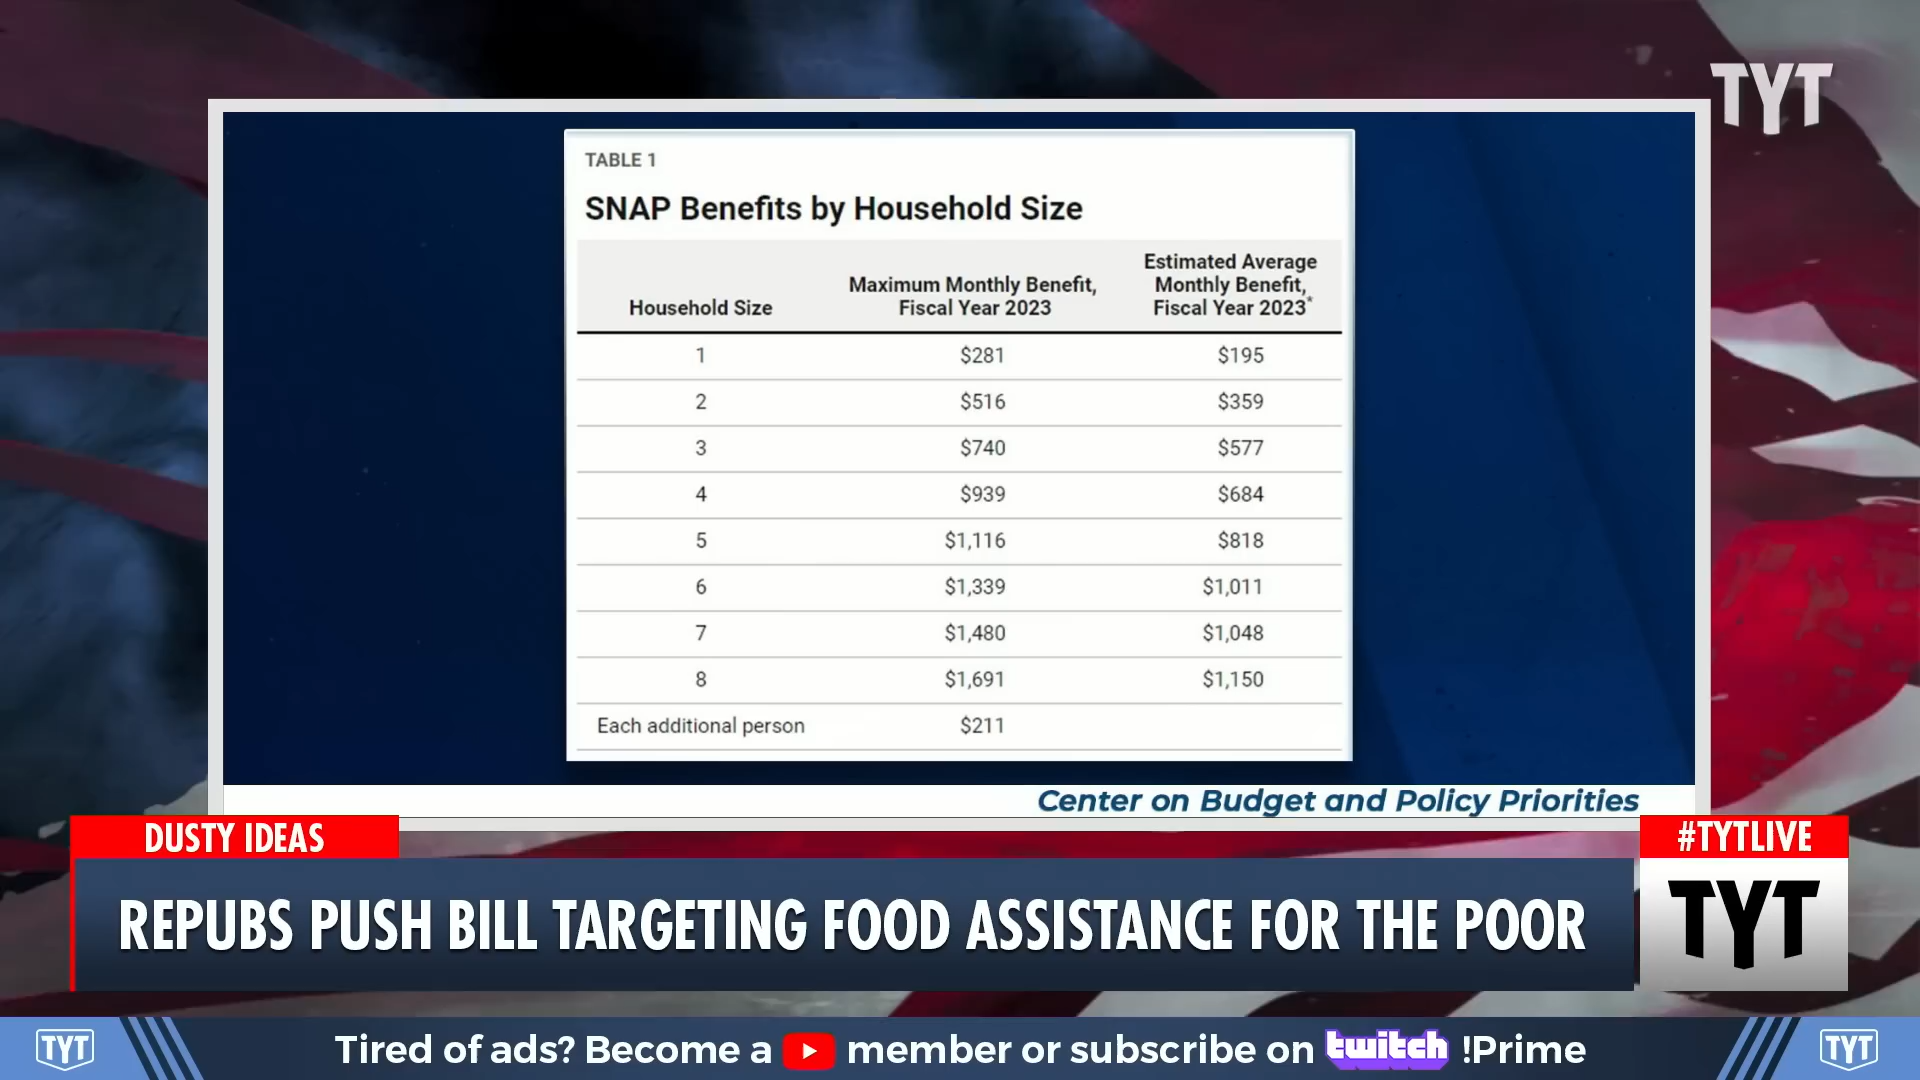 TYT
TABLE 1
SNAP Benefits by Household Size
Household Size
Maximum Monthly Benefit,
Fiscal Year 2023
Estimated Average
Monthly Benefit,
Fiscal Year 2023*
1 $281 $195
2 $516 $359
3 $740 $577
4 $939 $684
5 $1,116 $818
6 $1,339 $1,011
7 $1,480 $1,048
8 $1,691 $1,150
Each additional person $211
Center on Budget and Policy Priorities
DUSTY IDEAS
#TYTLIVE
REPUBS PUSH BILL TARGETING FOOD ASSISTANCE FOR THE POOR
TYT
TYT Tired of ads? Become a member or subscribe on twitch !Prime TYT